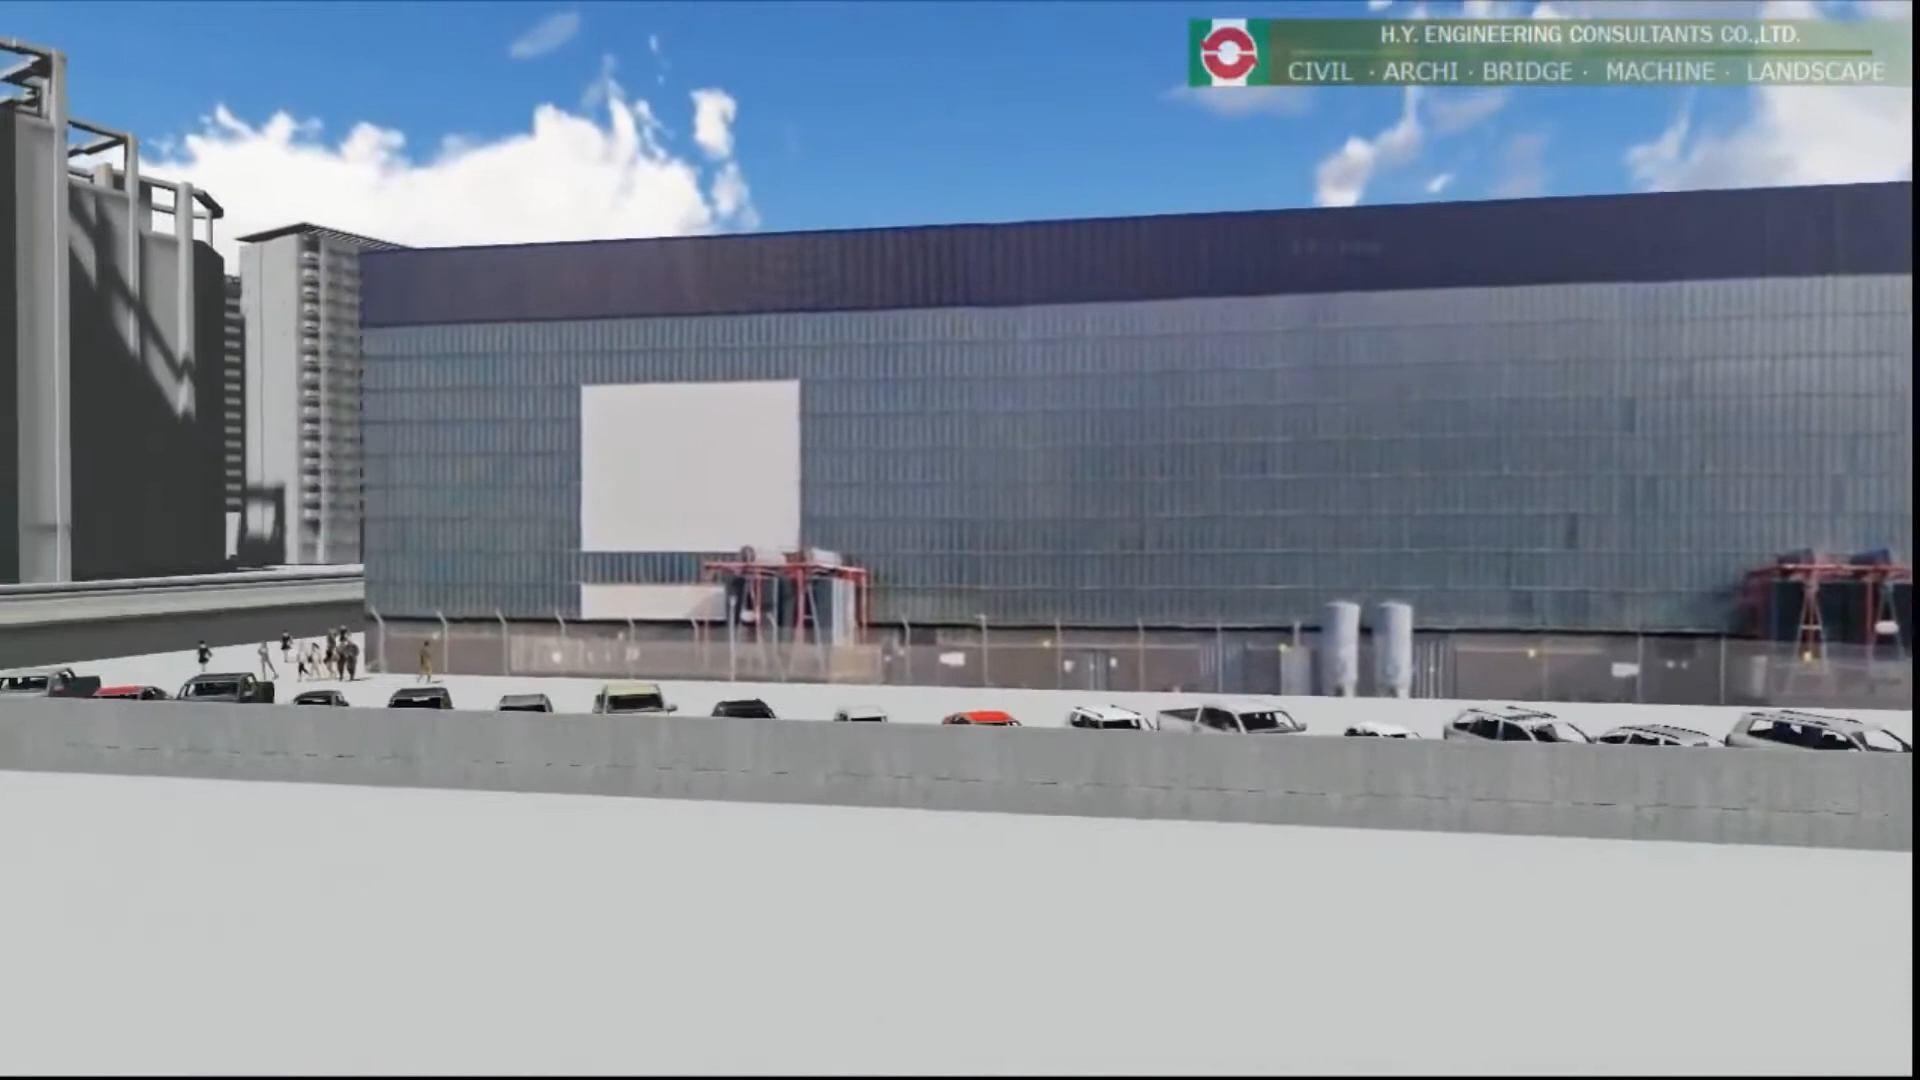 H.Y. ENGINEERING CONSULTANTS CO.,LTD.
CIVIL · ARCHI · BRIDGE · MACHINE · LANDSCAPE